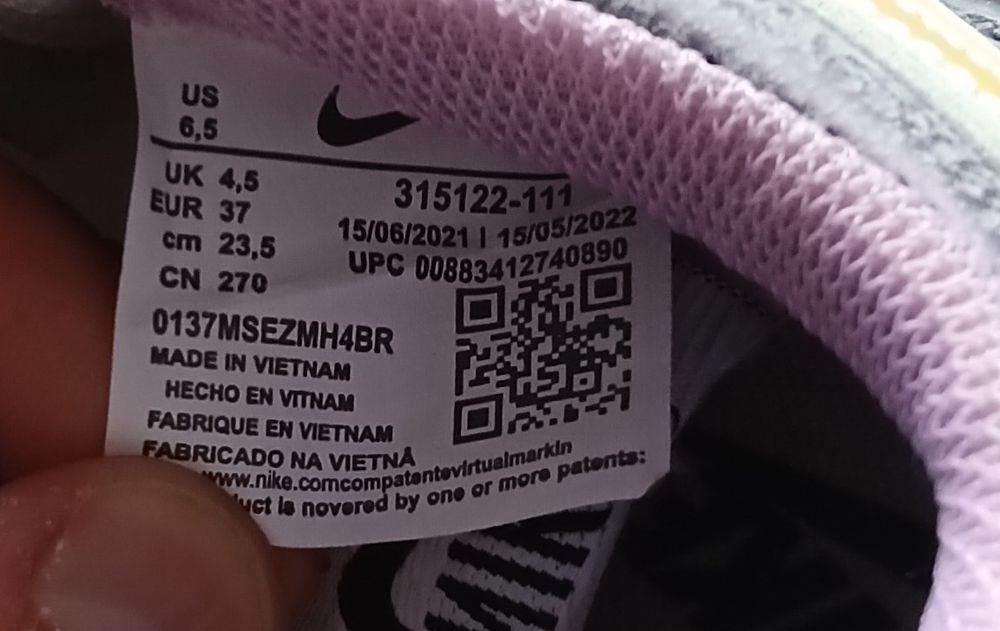 US
6,5
UK 4,5
EUR 37
cm 23,5
CN 270
315122-111
15/06/2021 | 15/05/2022
UPC 00883412740890
0137MSEZMH4BR
MADE IN VIETNAM
HECHO EN VITNAM
FABRIQUE EN VIETNAM
FABRICADO NA VIETNÂ
www.nike.comcompatentevirtualmarkin
uct is novered by one or more patents: